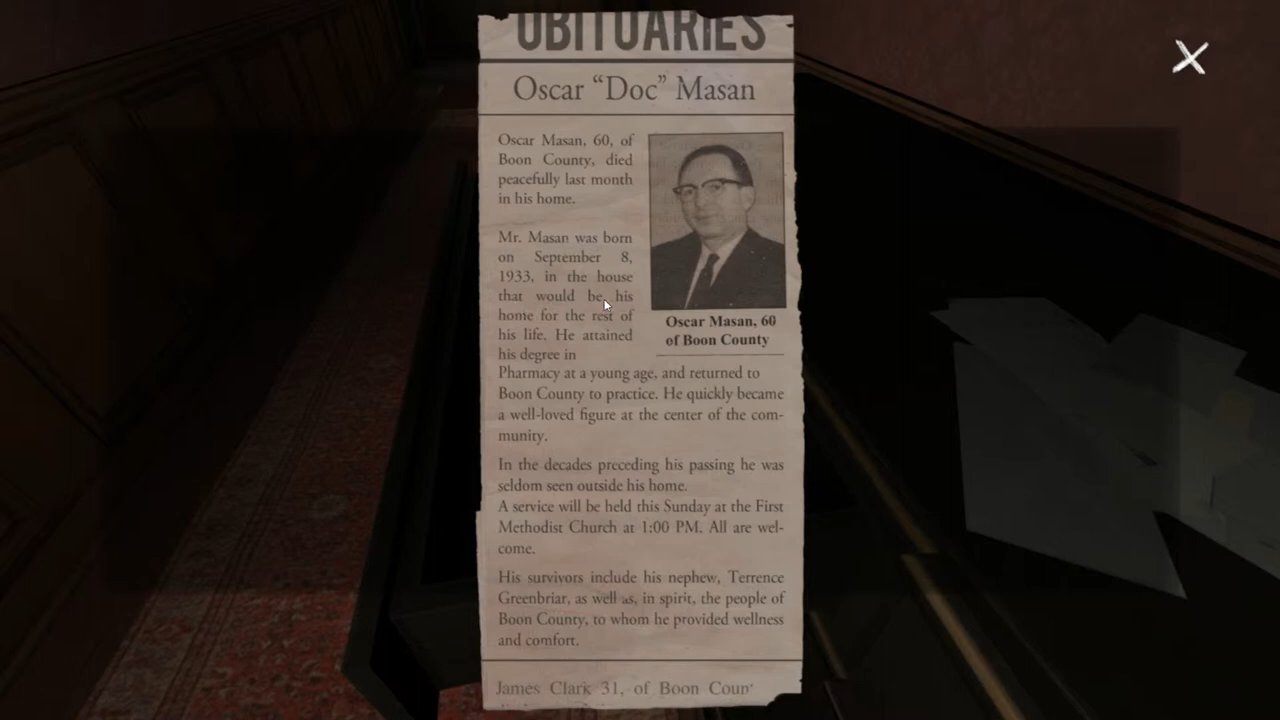 OBITUARIES
Oscar “Doc” Masan
Oscar Masan, 60, of
Boon County, died
peacefully last month
in his home.
Mr. Masan was born
on September 8,
1933, in the house
that would be his
home for the rest of
his life. He attained
his degree in
Oscar Masan, 60
of Boon County
Pharmacy at a young age, and returned to
Boon County to practice. He quickly became
a well-loved figure at the center of the com-
munity.
In the decades preceding his passing he was
seldom seen outside his home.
A service will be held this Sunday at the First
Methodist Church at 1:00 PM. All are wel-
come.
His survivors include his nephew, Terrence
Greenbriar, as well as, in spirit, the people of
Boon County, to whom he provided wellness
and comfort.
James Clark 31, of Boon